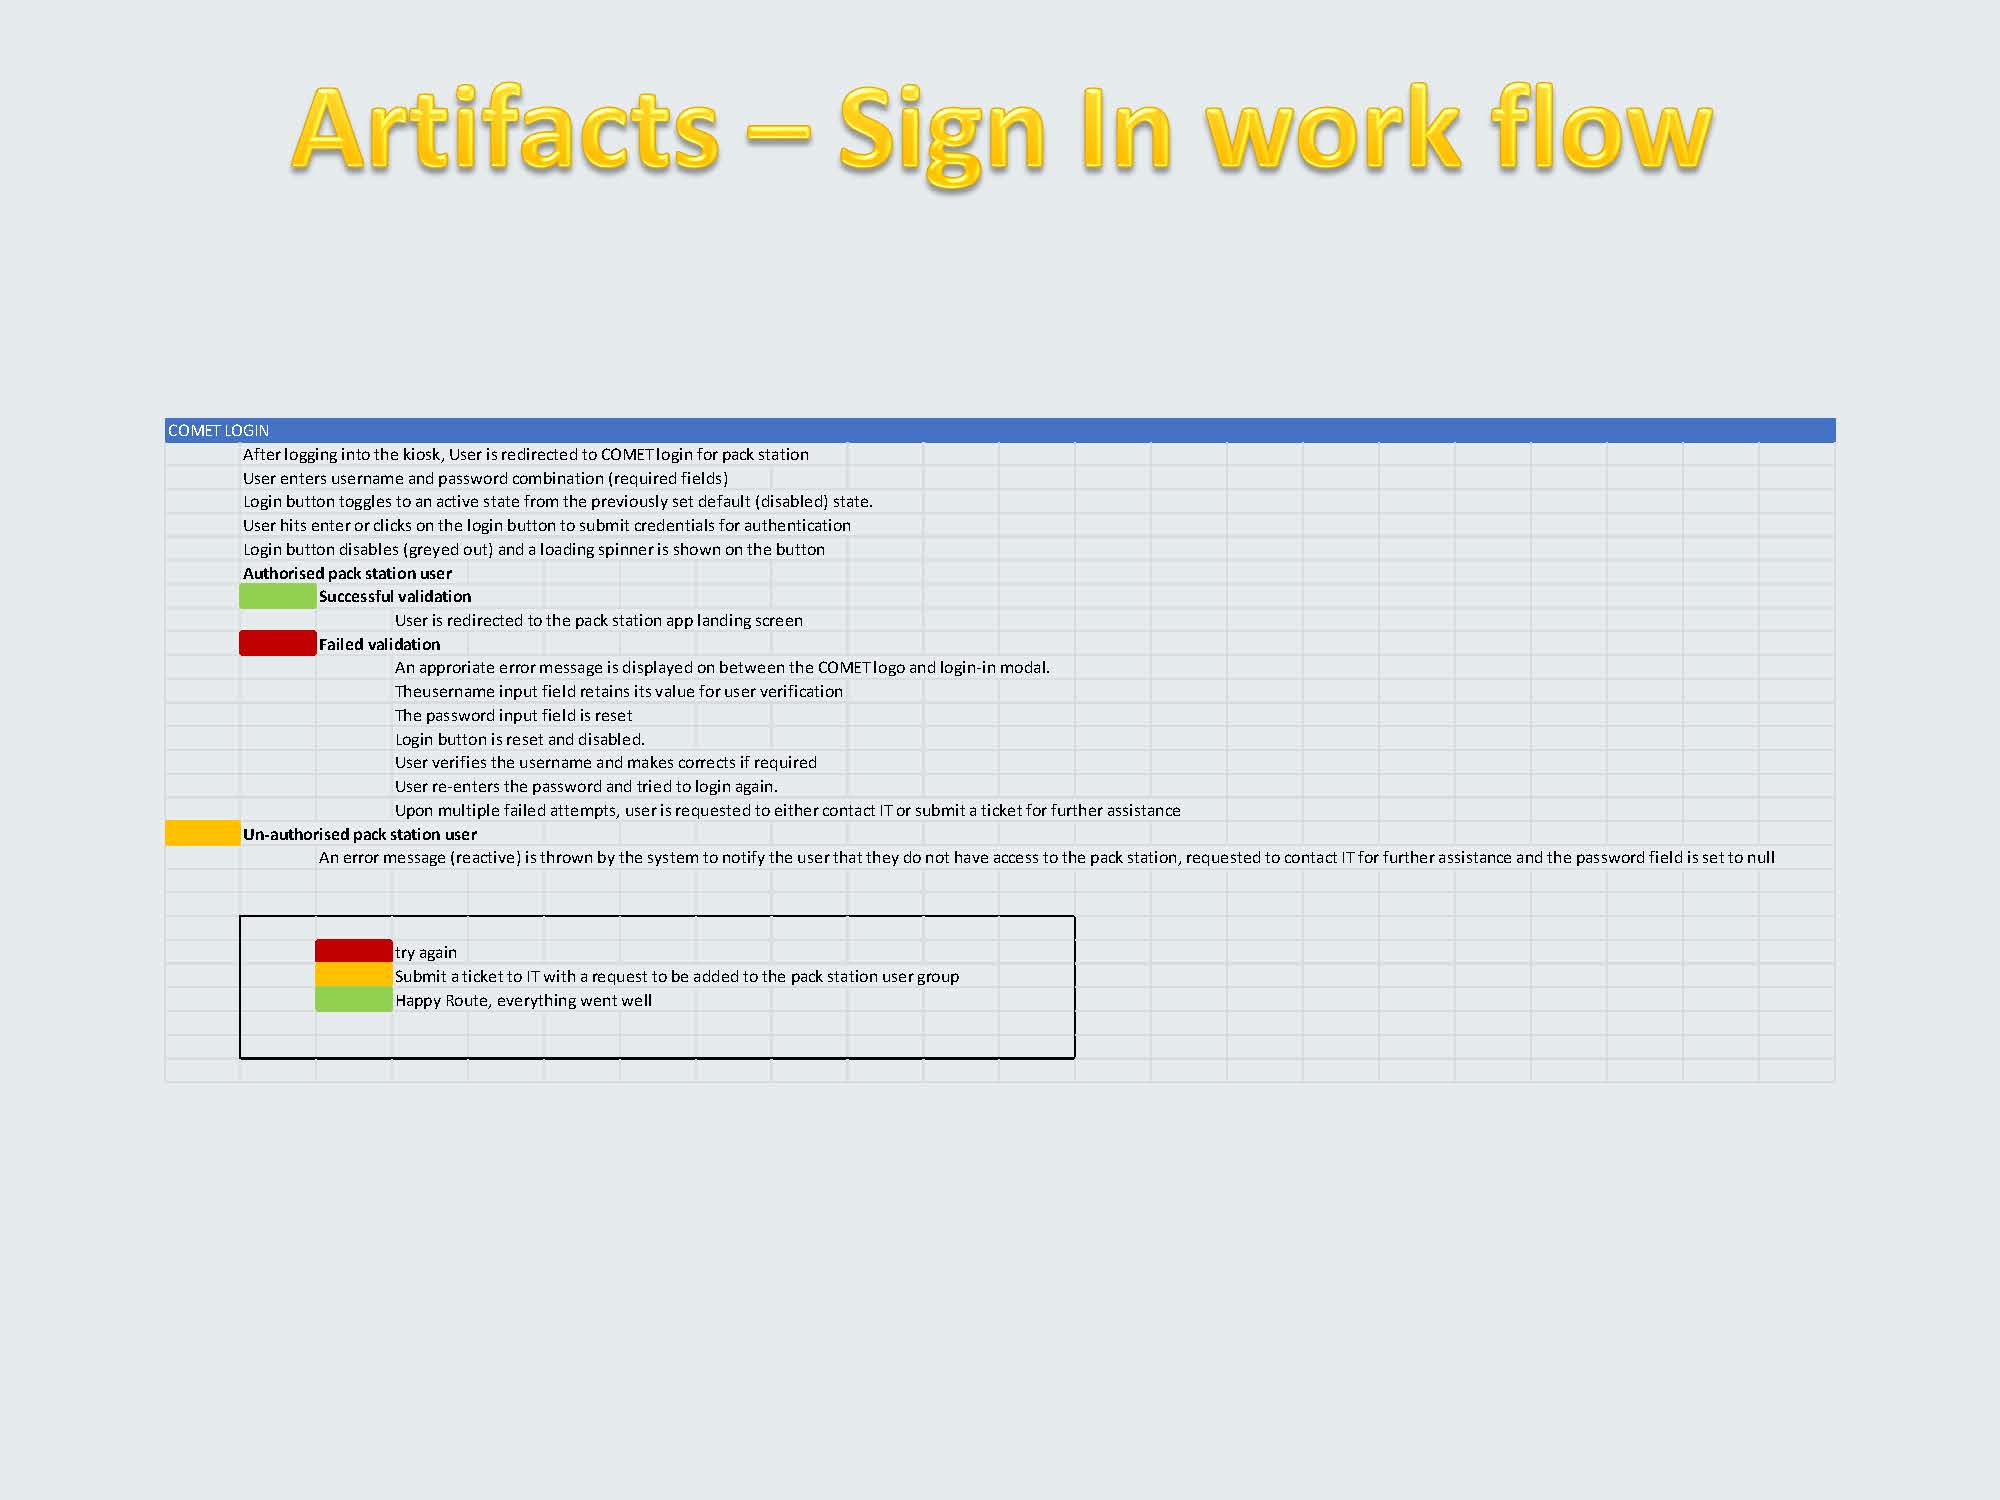 Artifacts – Sign In work flow
COMET LOGIN
After logging into the kiosk, User is redirected to COMET login for pack station
User enters username and password combination (required fields)
Login button toggles to an active state from the previously set default (disabled) state.
User hits enter or clicks on the login button to submit credentials for authentication
Login button disables (greyed out) and a loading spinner is shown on the button
Authorised pack station user
Successful validation
User is redirected to the pack station app landing screen
Failed validation
An approriate error message is displayed on between the COMET logo and login-in modal.
Theusername input field retains its value for user verification
The password input field is reset
Login button is reset and disabled.
User verifies the username and makes corrects if required
User re-enters the password and tried to login again.
Upon multiple failed attempts, user is requested to either contact IT or submit a ticket for further assistance
Un-authorised pack station user
An error message (reactive) is thrown by the system to notify the user that they do not have access to the pack station, requested to contact IT for further assistance and the password field is set to null
try again
Submit a ticket to IT with a request to be added to the pack station user group
Happy Route, everything went well